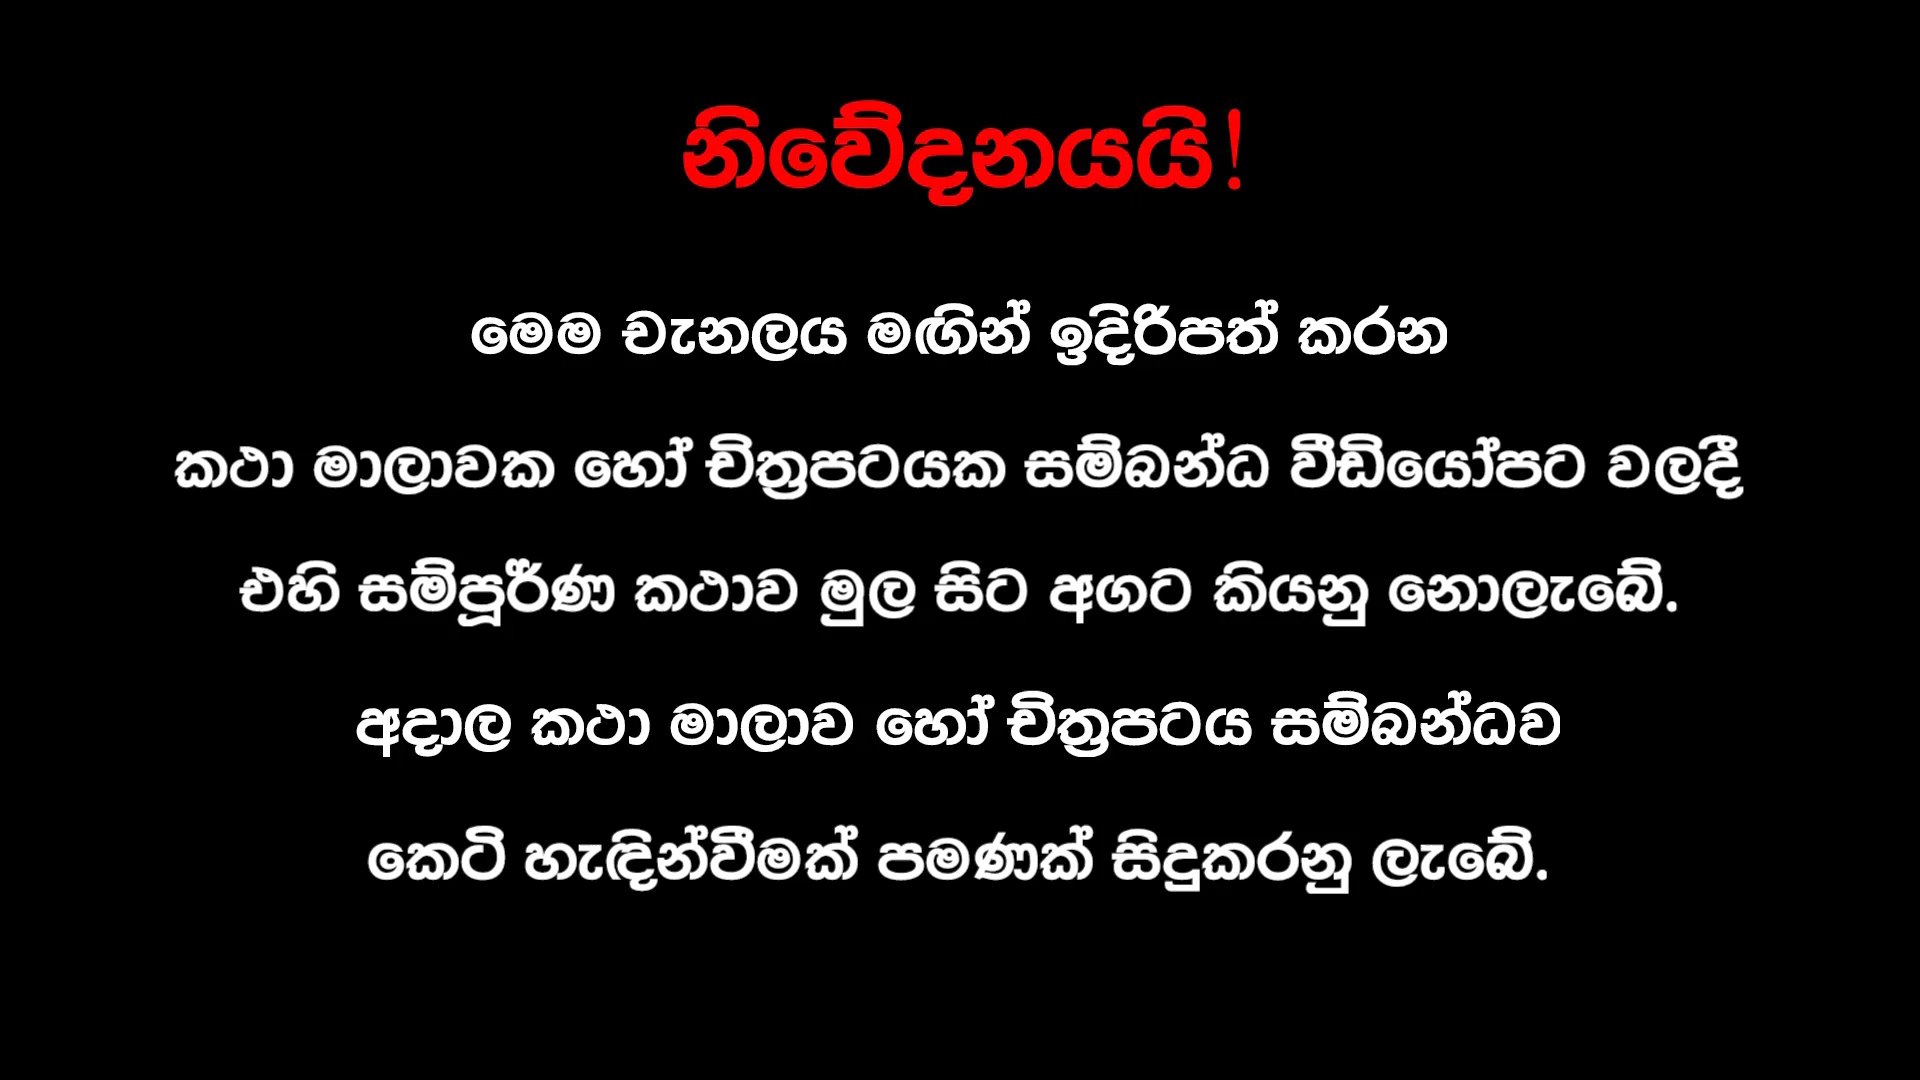 නිවේදනයයි!
මෙම චැනලය මඟින් ඉදිරිපත් කරන
කථා මාලාවක හෝ චිත්‍රපටයක සම්බන්ධ වීඩියෝපට වලදී
එහි සම්පූර්ණ කථාව මුල සිට අගට කියනු නොලැබේ.
අදාල කථා මාලාව හෝ චිත්‍රපටය සම්බන්ධව
කෙටි හැඳින්වීමක් පමණක් සිදුකරනු ලැබේ.